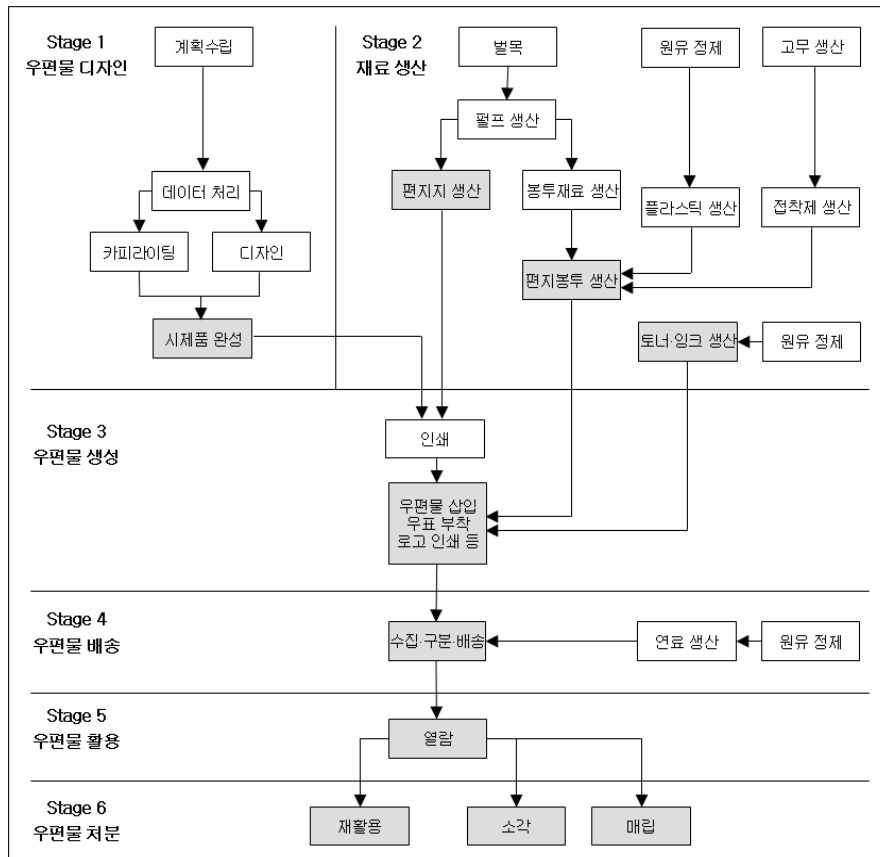 Stage 1
우편물 디자인
계획수립
데이터 처리
카피라이팅
디자인
시제품 완성
Stage 2
재료 생산
벌목
원유 정제
고무 생산
펄프 생산
편지지 생산
봉투재료 생산
플라스틱 생산
접착제 생산
편지봉투 생산
토너·잉크 생산
원유 정제
Stage 3
우편물 생성
인쇄
우편물 삽입
우표 부착
로고 인쇄 등
Stage 4
우편물 배송
수집·구분·배송
연료 생산
원유 정제
Stage 5
우편물 활용
열람
Stage 6
우편물 처분
재활용
소각
매립